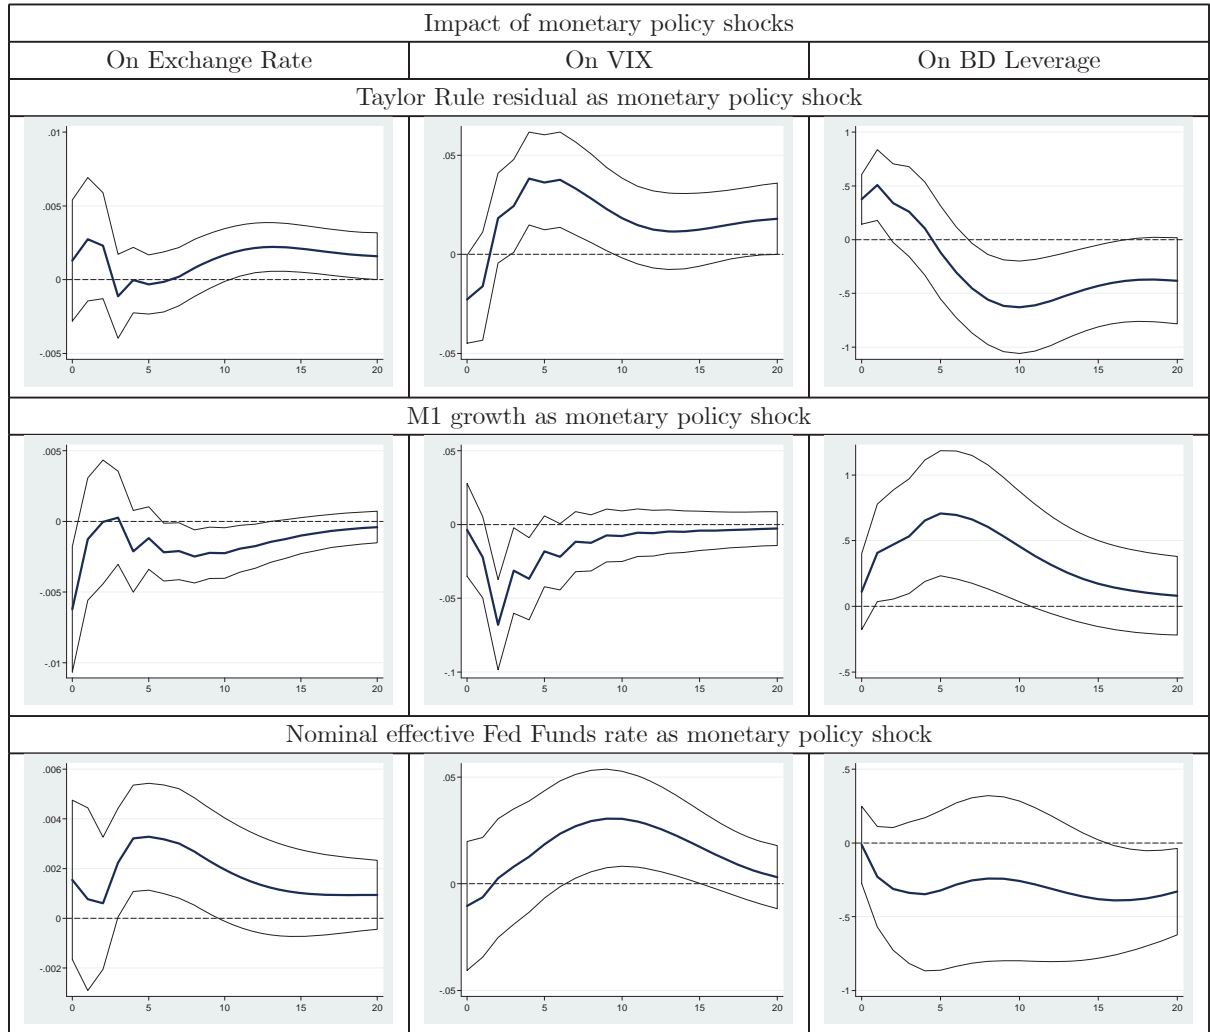 Impact of monetary policy shocks
On Exchange Rate On VIX On BD Leverage
Taylor Rule residual as monetary policy shock
.01
.005
0
-.005
0 5 10 15 20
.05
0
-.05
0 5 10 15 20
1
.5
0
-.5
-1
0 5 10 15 20
M1 growth as monetary policy shock
.005
0
-.005
-.01
0 5 10 15 20
.05
0
-.05
-.1
0 5 10 15 20
1
.5
0
-.5
0 5 10 15 20
Nominal effective Fed Funds rate as monetary policy shock
.006
.004
.002
0
-.002
0 5 10 15 20
.05
0
-.05
0 5 10 15 20
.5
0
-.5
-1
0 5 10 15 20